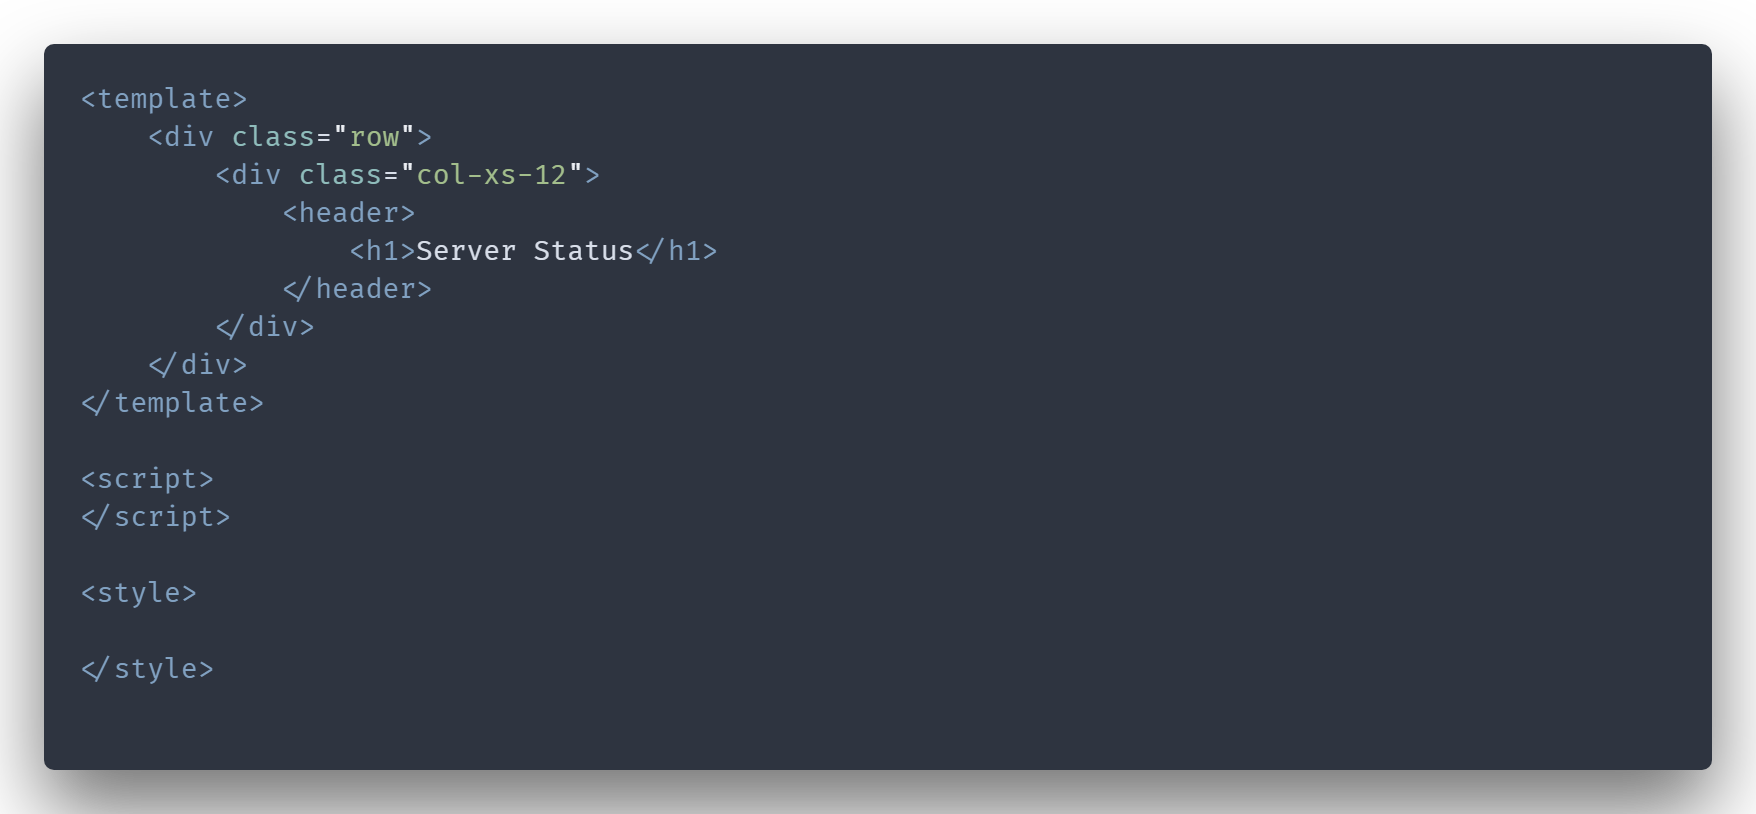 <template>
    <div class="row">
        <div class="col-xs-12">
            <header>
                <h1>Server Status</h1>
            </header>
        </div>
    </div>
</template>

<script>
</script>

<style>

</style>